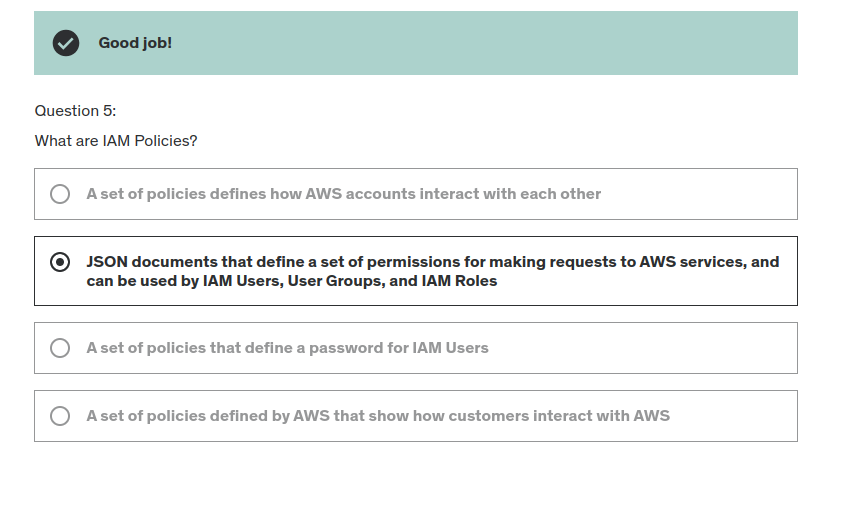 Good job!
Question 5:
What are IAM Policies?
A set of policies defines how AWS accounts interact with each other
JSON documents that define a set of permissions for making requests to AWS services, and
can be used by IAM Users, User Groups, and IAM Roles
A set of policies that define a password for IAM Users
A set of policies defined by AWS that show how customers interact with AWS